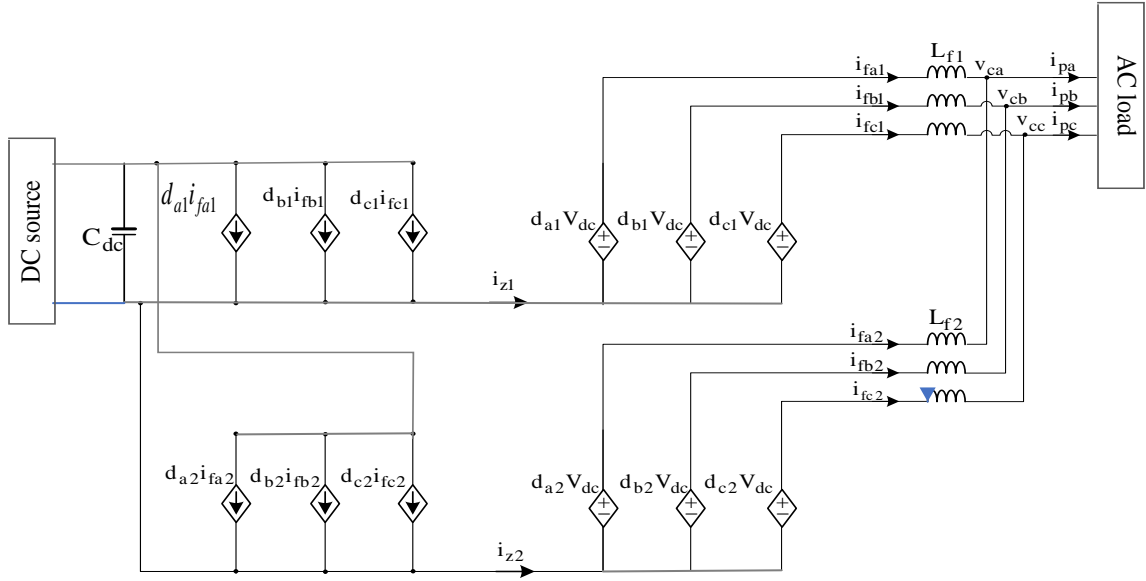 L_f1
i_fa1 v_ca i_pa
i_fb1 v_cb i_pb
i_fc1 v_cc i_pc
AC load
DC source
C_dc
d_a1 i_fa1 d_b1 i_fb1 d_c1 i_fc1
d_a1 V_dc d_b1 V_dc d_c1 V_dc
i_z1
L_f2
i_fa2
i_fb2
i_fc2
d_a2 i_fa2 d_b2 i_fb2 d_c2 i_fc2
d_a2 V_dc d_b2 V_dc d_c2 V_dc
i_z2